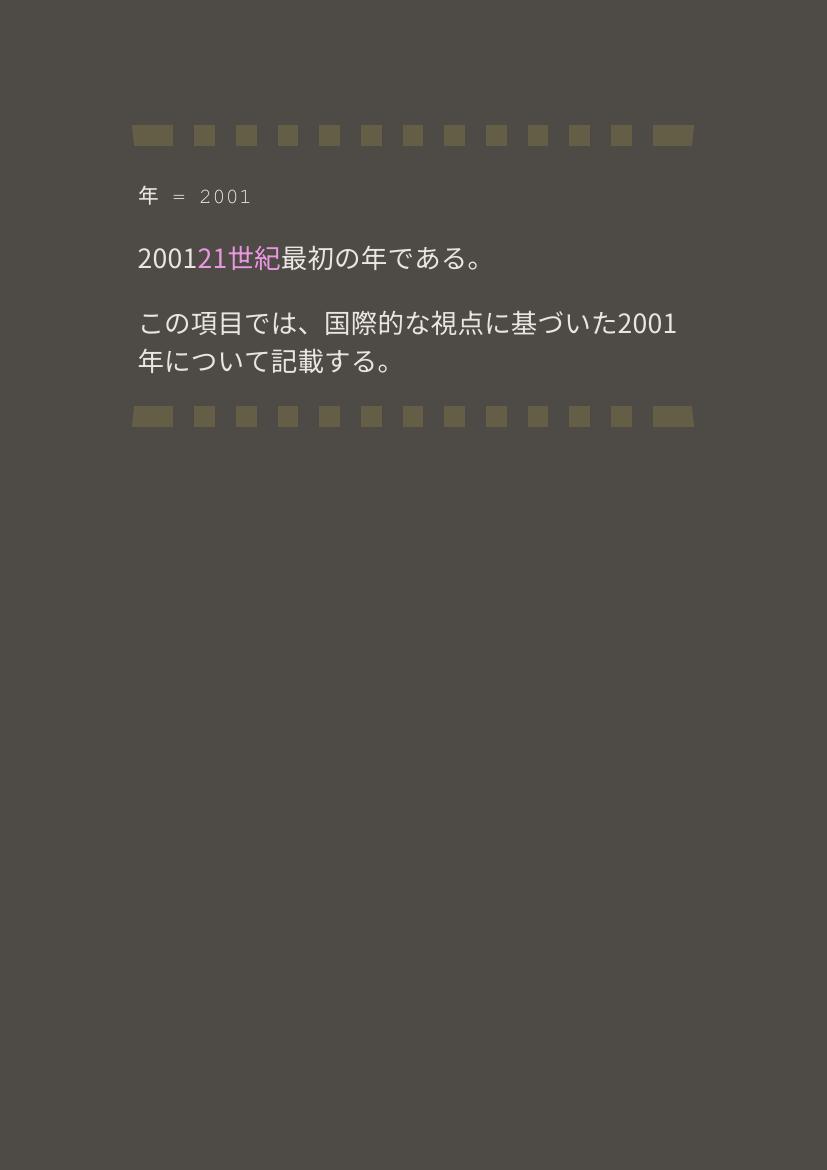 年 = 2001
200121世紀最初の年である。
この項目では、国際的な視点に基づいた2001
年について記載する。